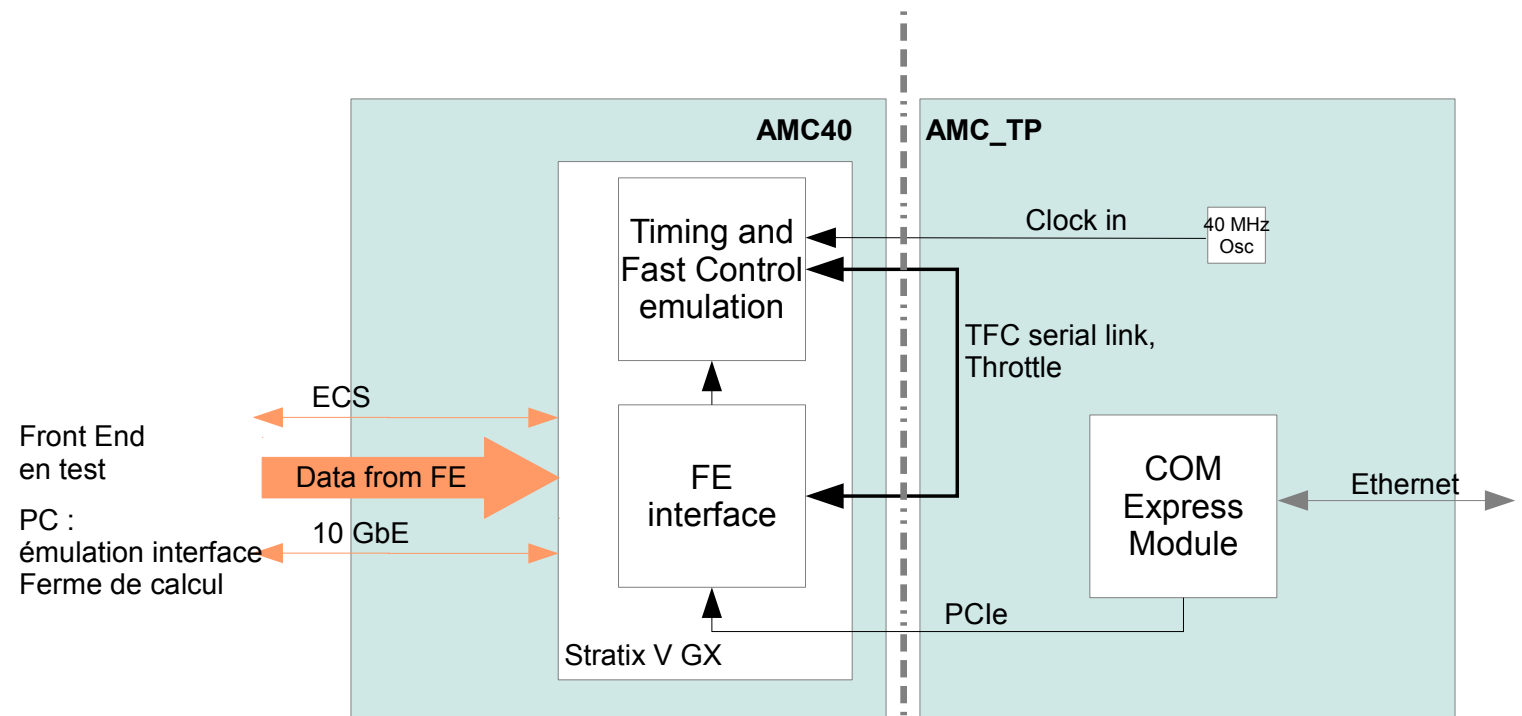 AMC40
AMC_TP
Timing and
Fast Control
emulation
Clock in
40 MHz
Osc
TFC serial link,
Throttle
ECS
Front End
en test
Data from FE
FE
interface
COM
Express
Module
Ethernet
PC :
émulation interface
Ferme de calcul
10 GbE
PCIe
Stratix V GX